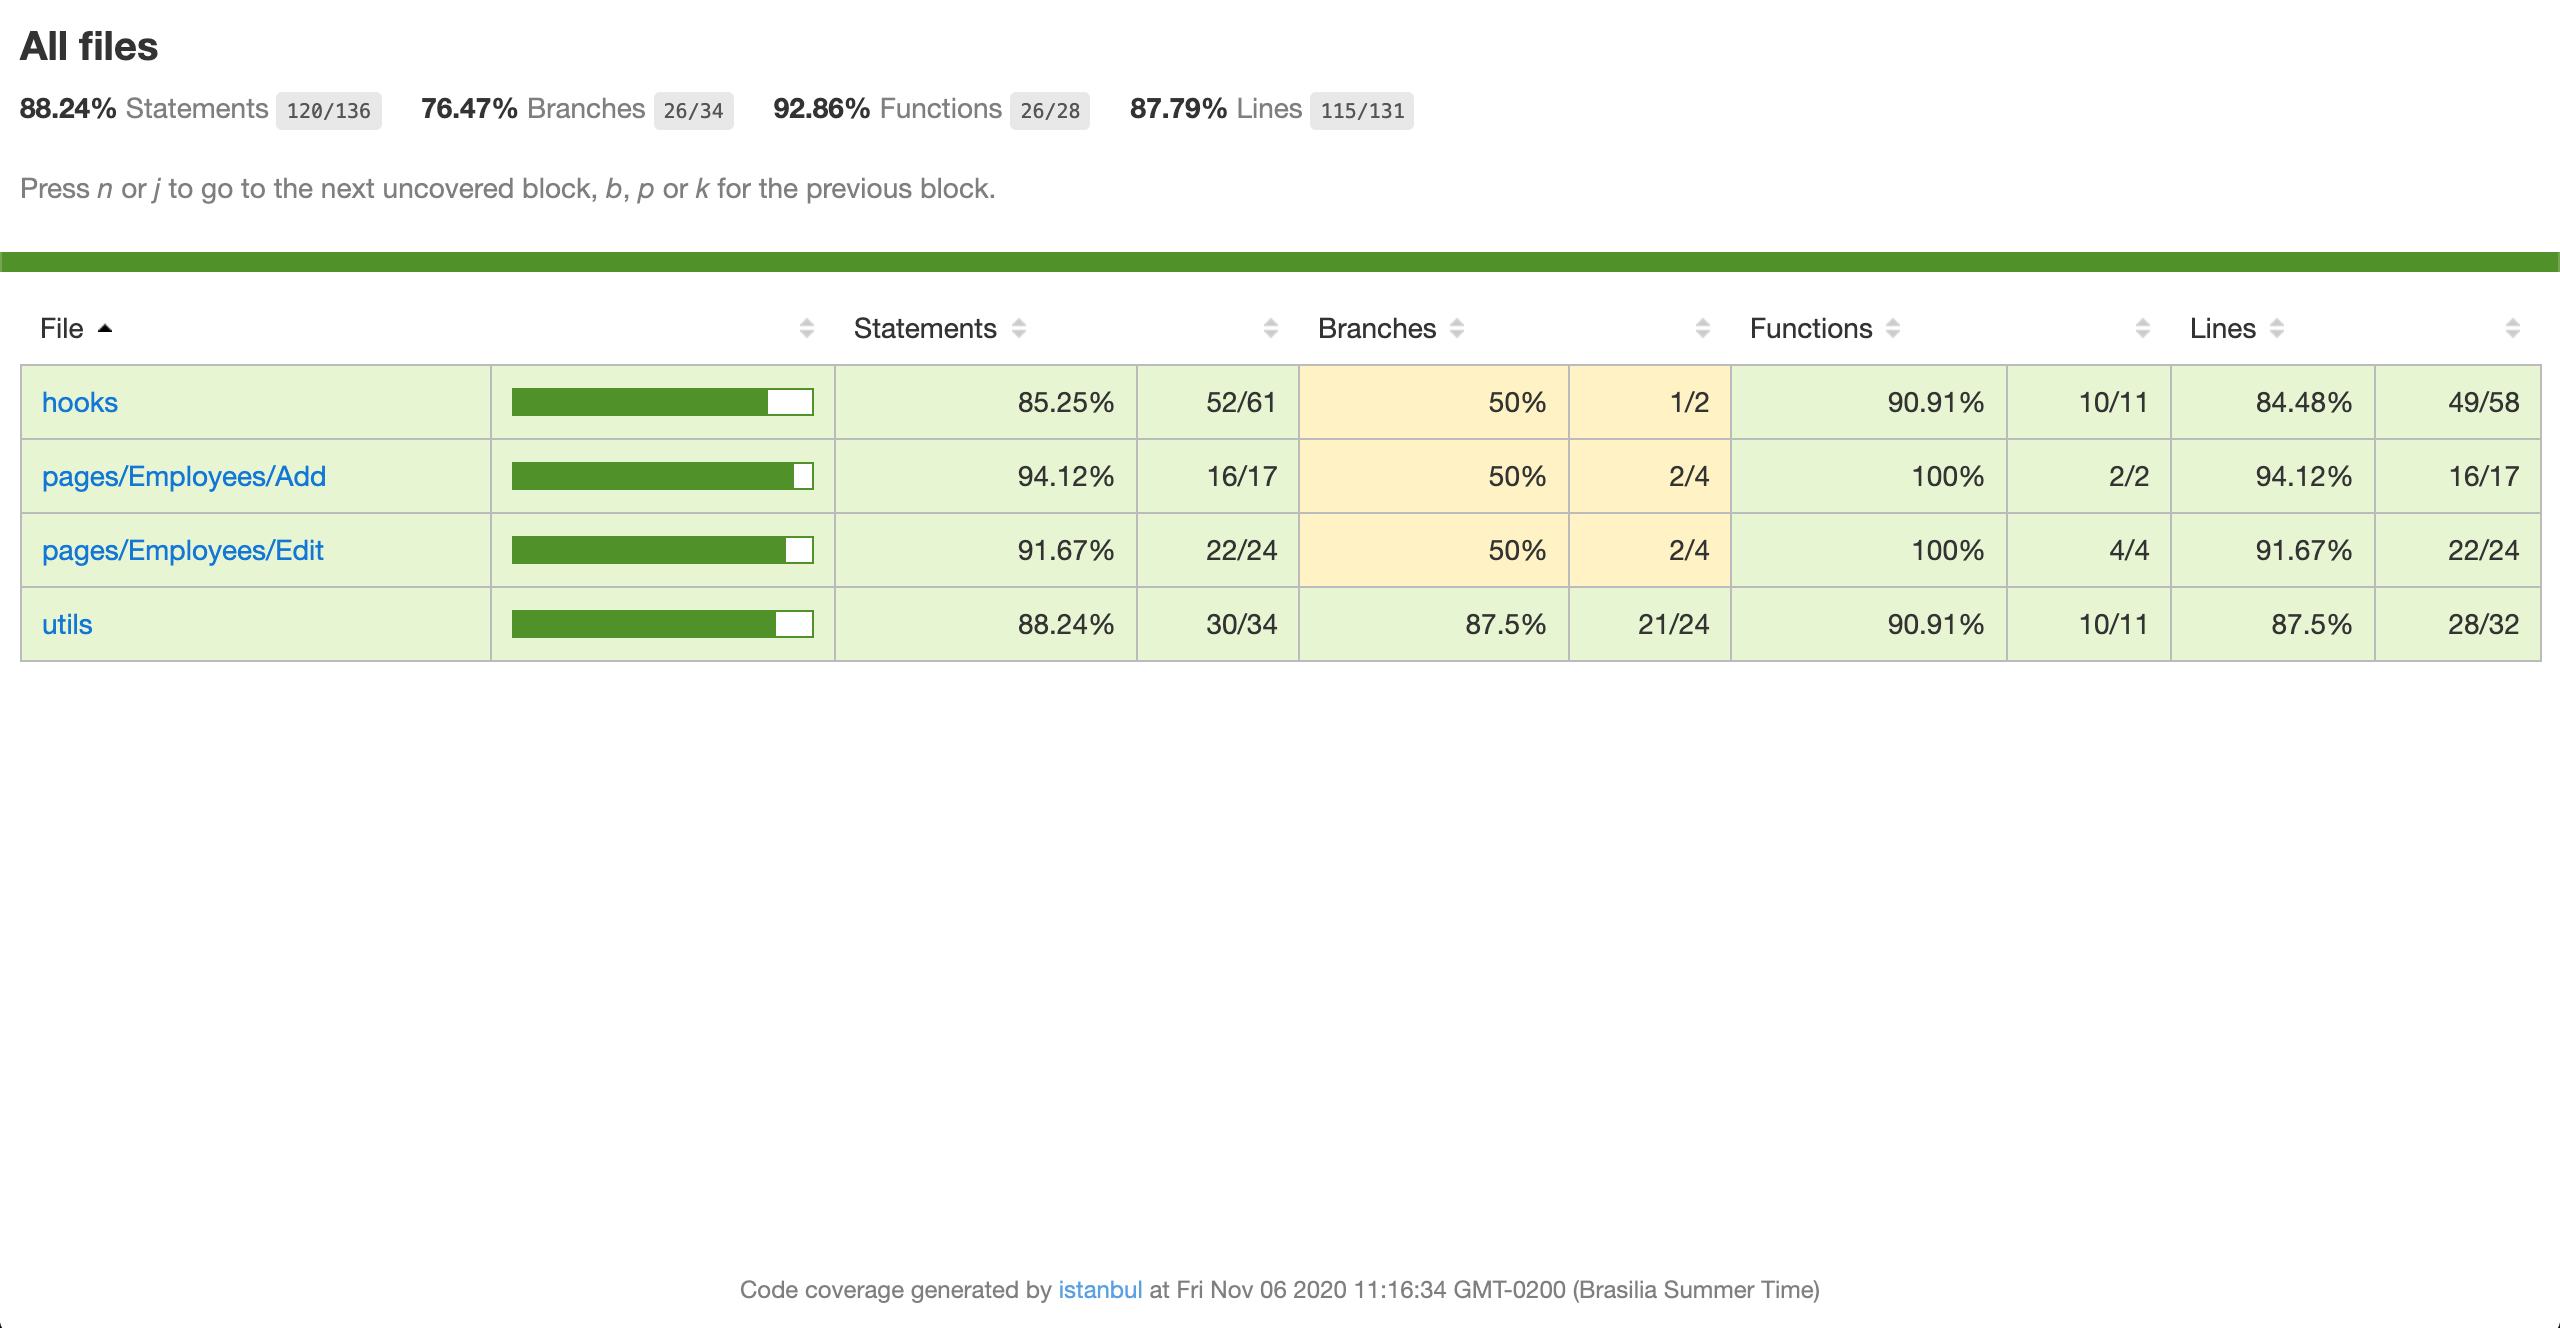 All files
88.24% Statements 120/136 76.47% Branches 26/34 92.86% Functions 26/28 87.79% Lines 115/131
Press n or j to go to the next uncovered block, b, p or k for the previous block.
File Statements Branches Functions Lines
hooks 85.25% 52/61 50% 1/2 90.91% 10/11 84.48% 49/58
pages/Employees/Add 94.12% 16/17 50% 2/4 100% 2/2 94.12% 16/17
pages/Employees/Edit 91.67% 22/24 50% 2/4 100% 4/4 91.67% 22/24
utils 88.24% 30/34 87.5% 21/24 90.91% 10/11 87.5% 28/32
Code coverage generated by istanbul at Fri Nov 06 2020 11:16:34 GMT-0200 (Brasilia Summer Time)